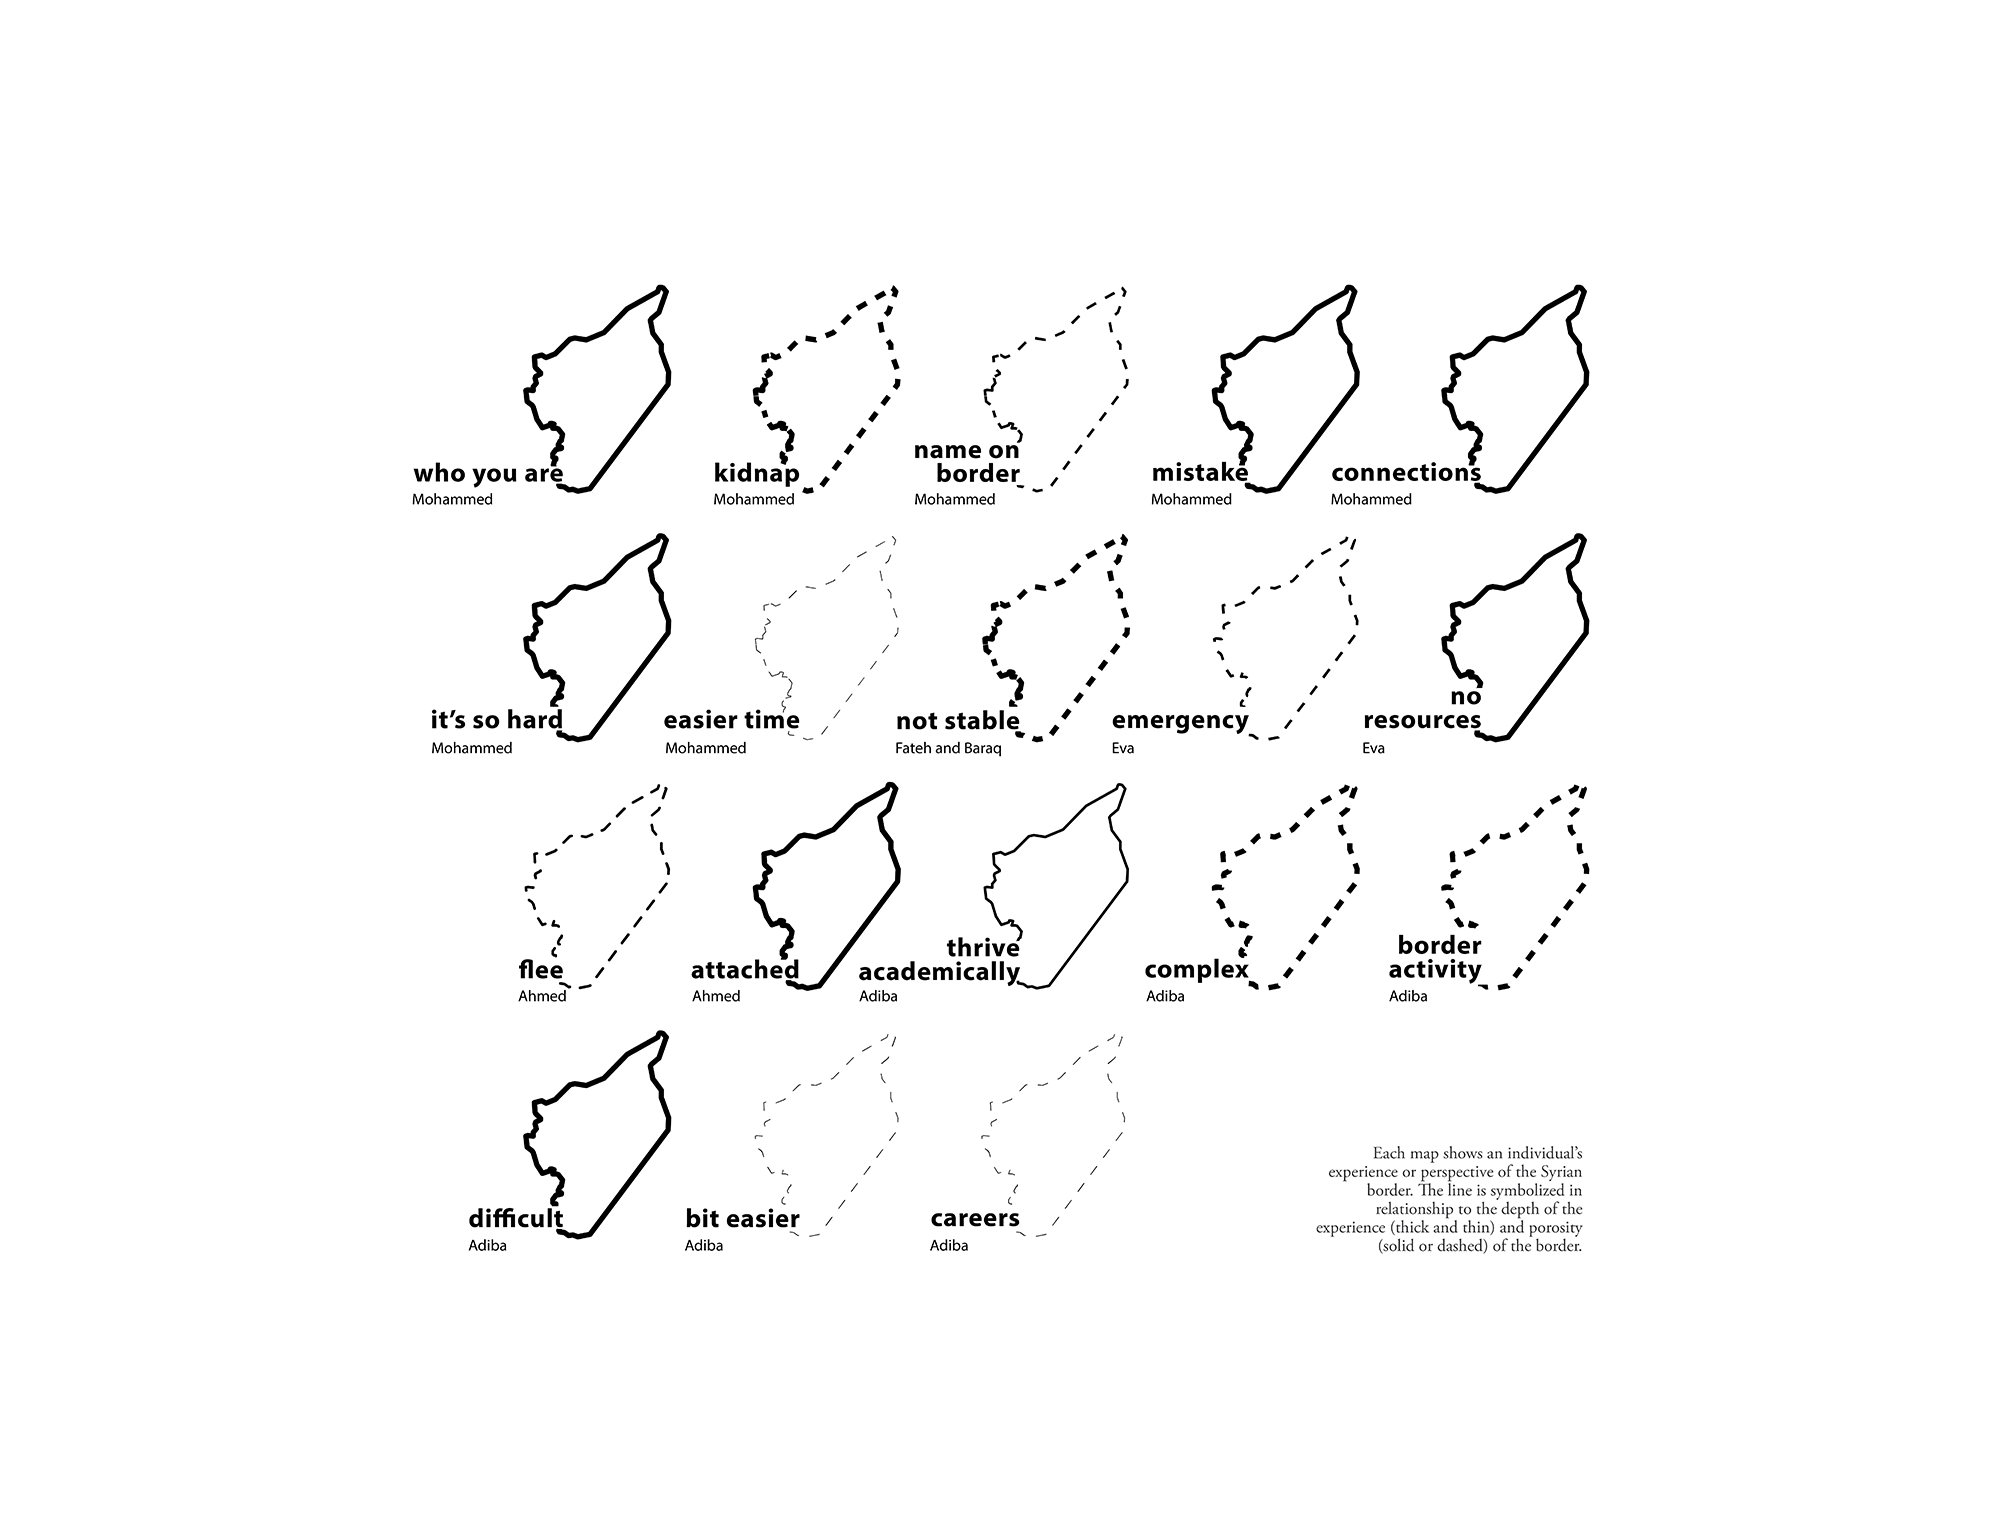 who you are
Mohammed
kidnap
Mohammed
name on
border
Mohammed
mistake
Mohammed
connections
Mohammed
it’s so hard
Mohammed
easier time
Mohammed
not stable
Fateh and Baraq
emergency
Eva
no
resources
Eva
flee
Ahmed
attached
Ahmed
thrive
academically
Adiba
complex
Adiba
border
activity
Adiba
difficult
Adiba
bit easier
Adiba
careers
Adiba
Each map shows an individual’s
experience or perspective of the Syrian
border. The line is symbolized in
relationship to the depth of the
experience (thick and thin) and porosity
(solid or dashed) of the border.